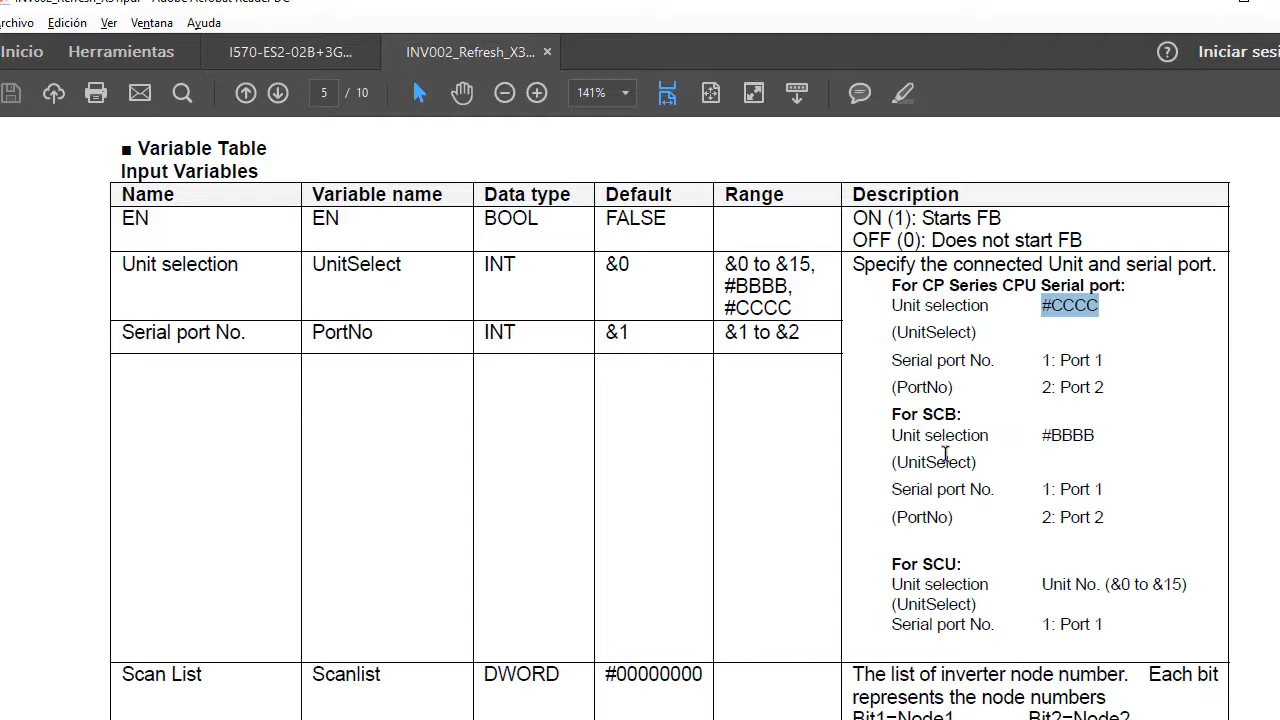 Archivo Edición Ver Ventana Ayuda
Inicio Herramientas I570-ES2-02B+3G... INV002_Refresh_X3... × ? Iniciar sesi
5 / 10 141%
■ Variable Table
Input Variables
Name Variable name Data type Default Range Description
EN EN BOOL FALSE ON (1): Starts FB
OFF (0): Does not start FB
Unit selection UnitSelect INT &0 &0 to &15, #BBBB, #CCCC Specify the connected Unit and serial port.
For CP Series CPU Serial port:
Unit selection #CCCC
(UnitSelect)
Serial port No. PortNo INT &1 &1 to &2
Serial port No. 1: Port 1
(PortNo) 2: Port 2
For SCB:
Unit selection #BBBB
(UnitSelect)
Serial port No. 1: Port 1
(PortNo) 2: Port 2
For SCU:
Unit selection Unit No. (&0 to &15)
(UnitSelect)
Serial port No. 1: Port 1
Scan List Scanlist DWORD #00000000 The list of inverter node number. Each bit
represents the node numbers
Bit1=Node1 Bit2=Node2